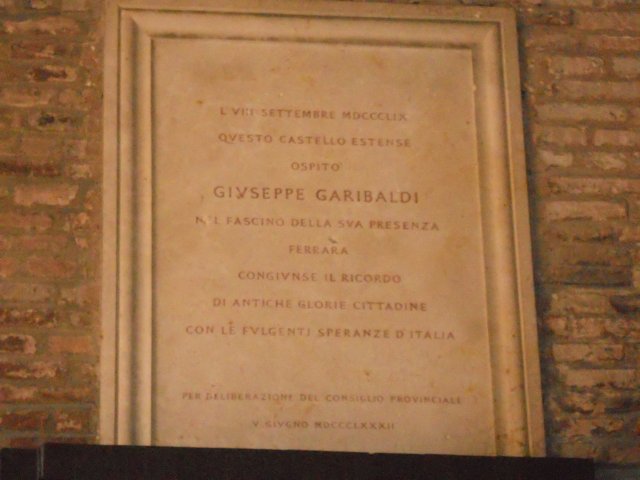 L'VIII SETTEMBRE MDCCCLIX
QVESTO CASTELLO ESTENSE
OSPITO'
GIVSEPPE GARIBALDI
NEL FASCINO DELLA SVA PRESENZA
FERRARA
CONGIVNSE IL RICORDO
DI ANTICHE GLORIE CITTADINE
CON LE FVLGENTI SPERANZE D'ITALIA
PER DELIBERAZIONE DEL CONSIGLIO PROVINCIALE
V GIVGNO MDCCCLXXXII